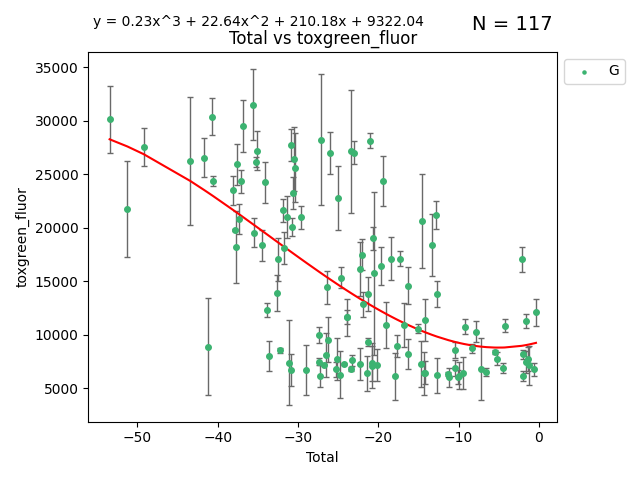 y = 0.23x^3 + 22.64x^2 + 210.18x + 9322.04
N = 117
Total vs toxgreen_fluor
G
toxgreen_fluor
35000
30000
25000
20000
15000
10000
5000
−50
−40
−30
−20
−10
0
Total